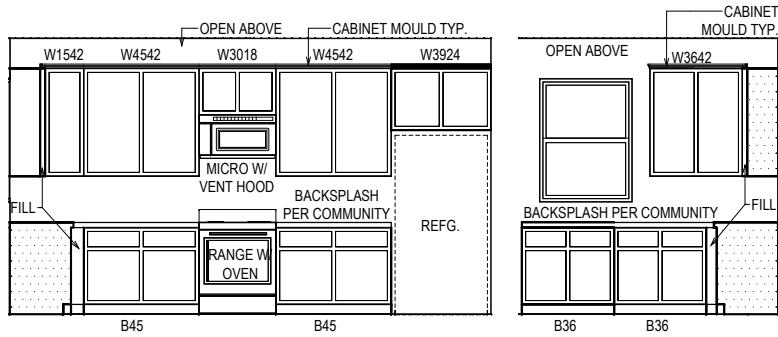 OPEN ABOVE
CABINET MOULD TYP.
W1542
W4542
W3018
W4542
W3924
MICRO W/
VENT HOOD
BACKSPLASH
PER COMMUNITY
FILL
REFG.
RANGE W/
OVEN
B45
B45
CABINET
MOULD TYP.
OPEN ABOVE
W3642
BACKSPLASH PER COMMUNITY
FILL
B36
B36